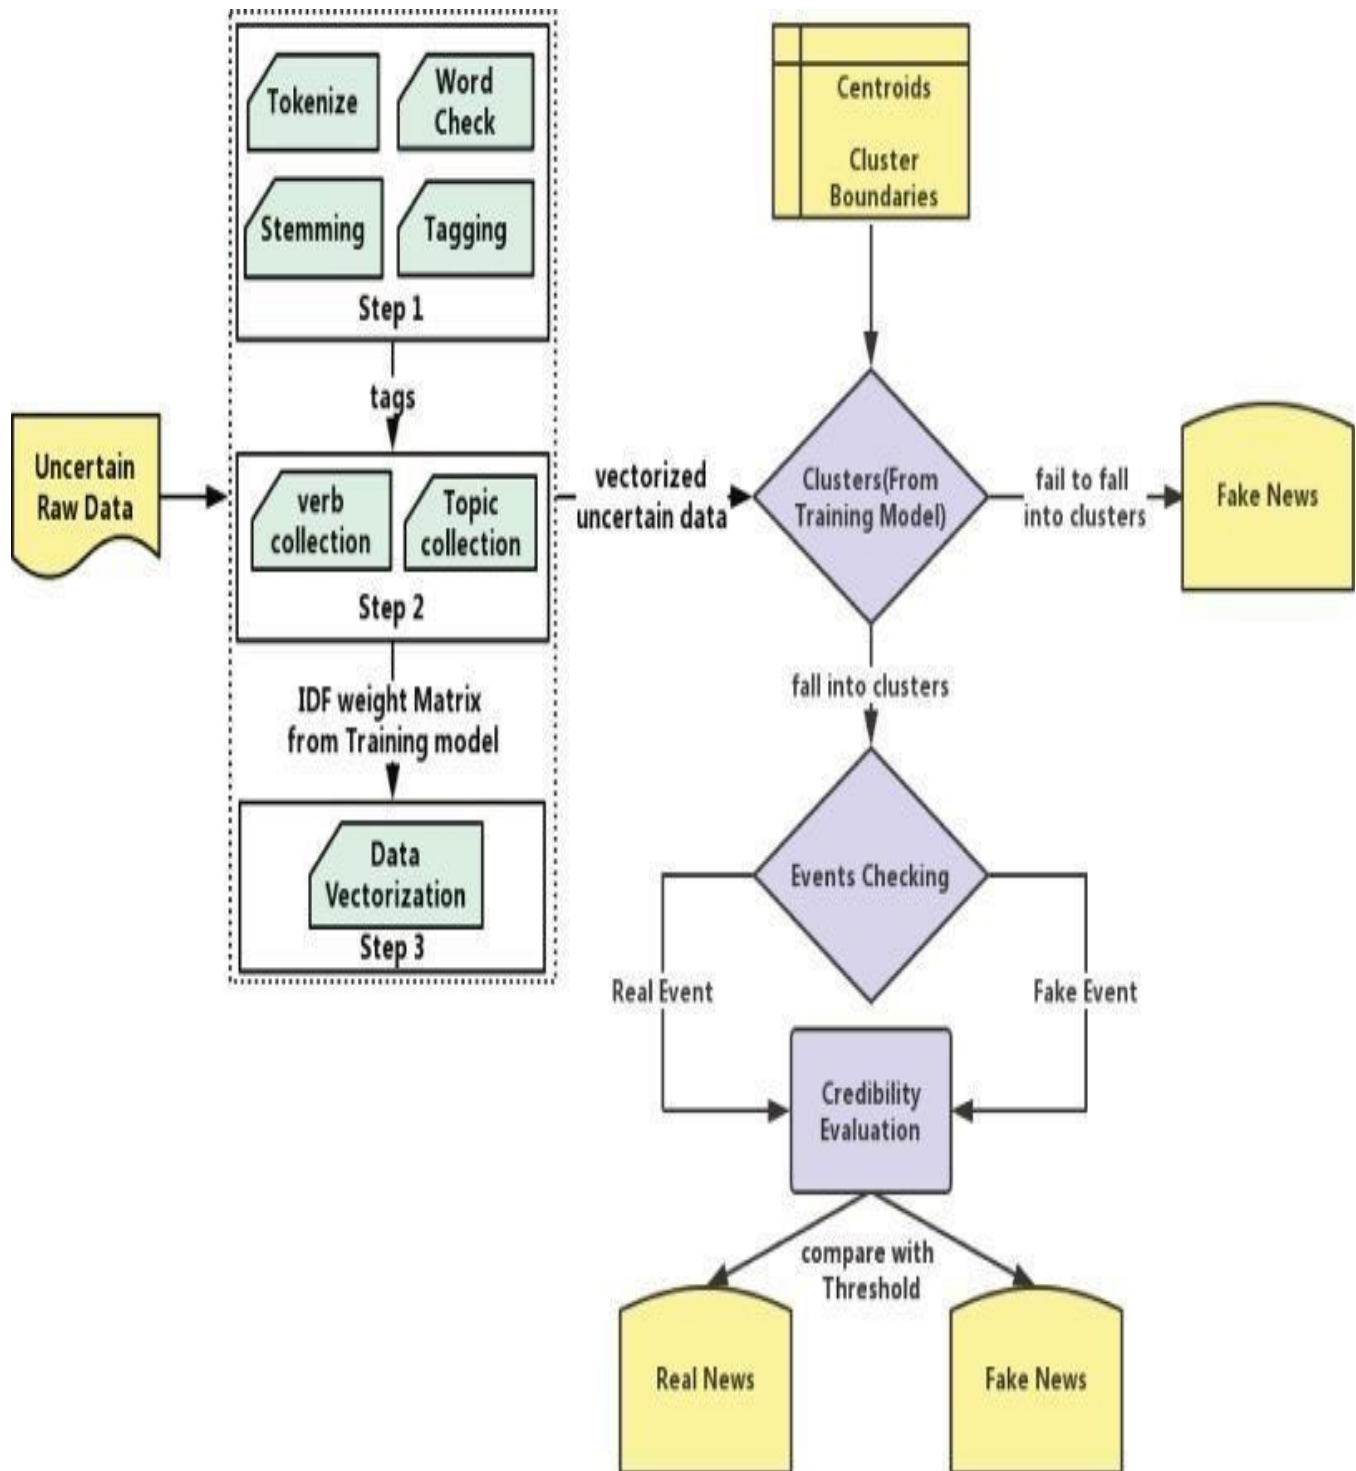 Tokenize
Word
Check
Stemming
Tagging
Step 1
tags
Uncertain
Raw Data
verb
collection
Topic
collection
Step 2
IDF weight Matrix
from Training model
Data
Vectorization
Step 3
vectorized
uncertain data
Centroids
Cluster
Boundaries
Clusters(From
Training Model)
fail to fall
into clusters
Fake News
fall into clusters
Events Checking
Real Event
Fake Event
Credibility
Evaluation
compare with
Threshold
Real News
Fake News